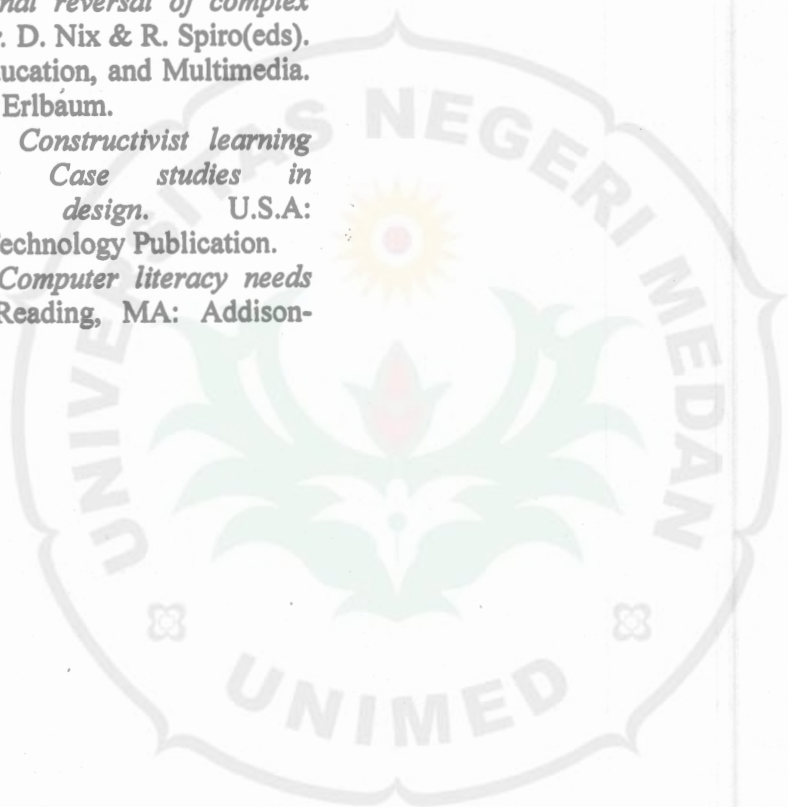 reversal of complex
. D. Nix & R. Spiro(eds).
ucation, and Multimedia.
Erlbaum.
Constructivist learning
Case studies in
design. U.S.A:
echnology Publication.
Computer literacy needs
Reading, MA: Addison-
UNIVERSITAS NEGERI MEDAN
UNIMED